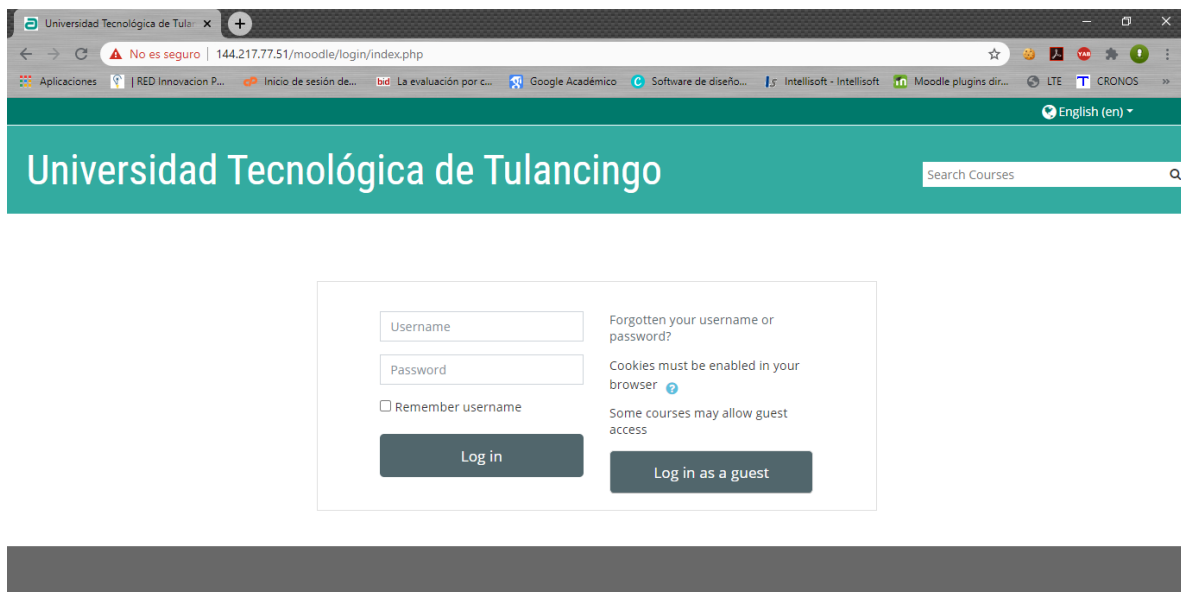 Universidad Tecnológica de Tular
No es seguro | 144.217.77.51/moodle/login/index.php
Aplicaciones | RED Innovacion P... Inicio de sesión de... bid La evaluación por c... Google Académico Software de diseño... Intellisoft - Intellisoft Moodle plugins dir... LTE T CRONOS »
English (en)
Universidad Tecnológica de Tulancingo
Search Courses
Username
Password
Remember username
Log in
Forgotten your username or
password?
Cookies must be enabled in your
browser
Some courses may allow guest
access
Log in as a guest